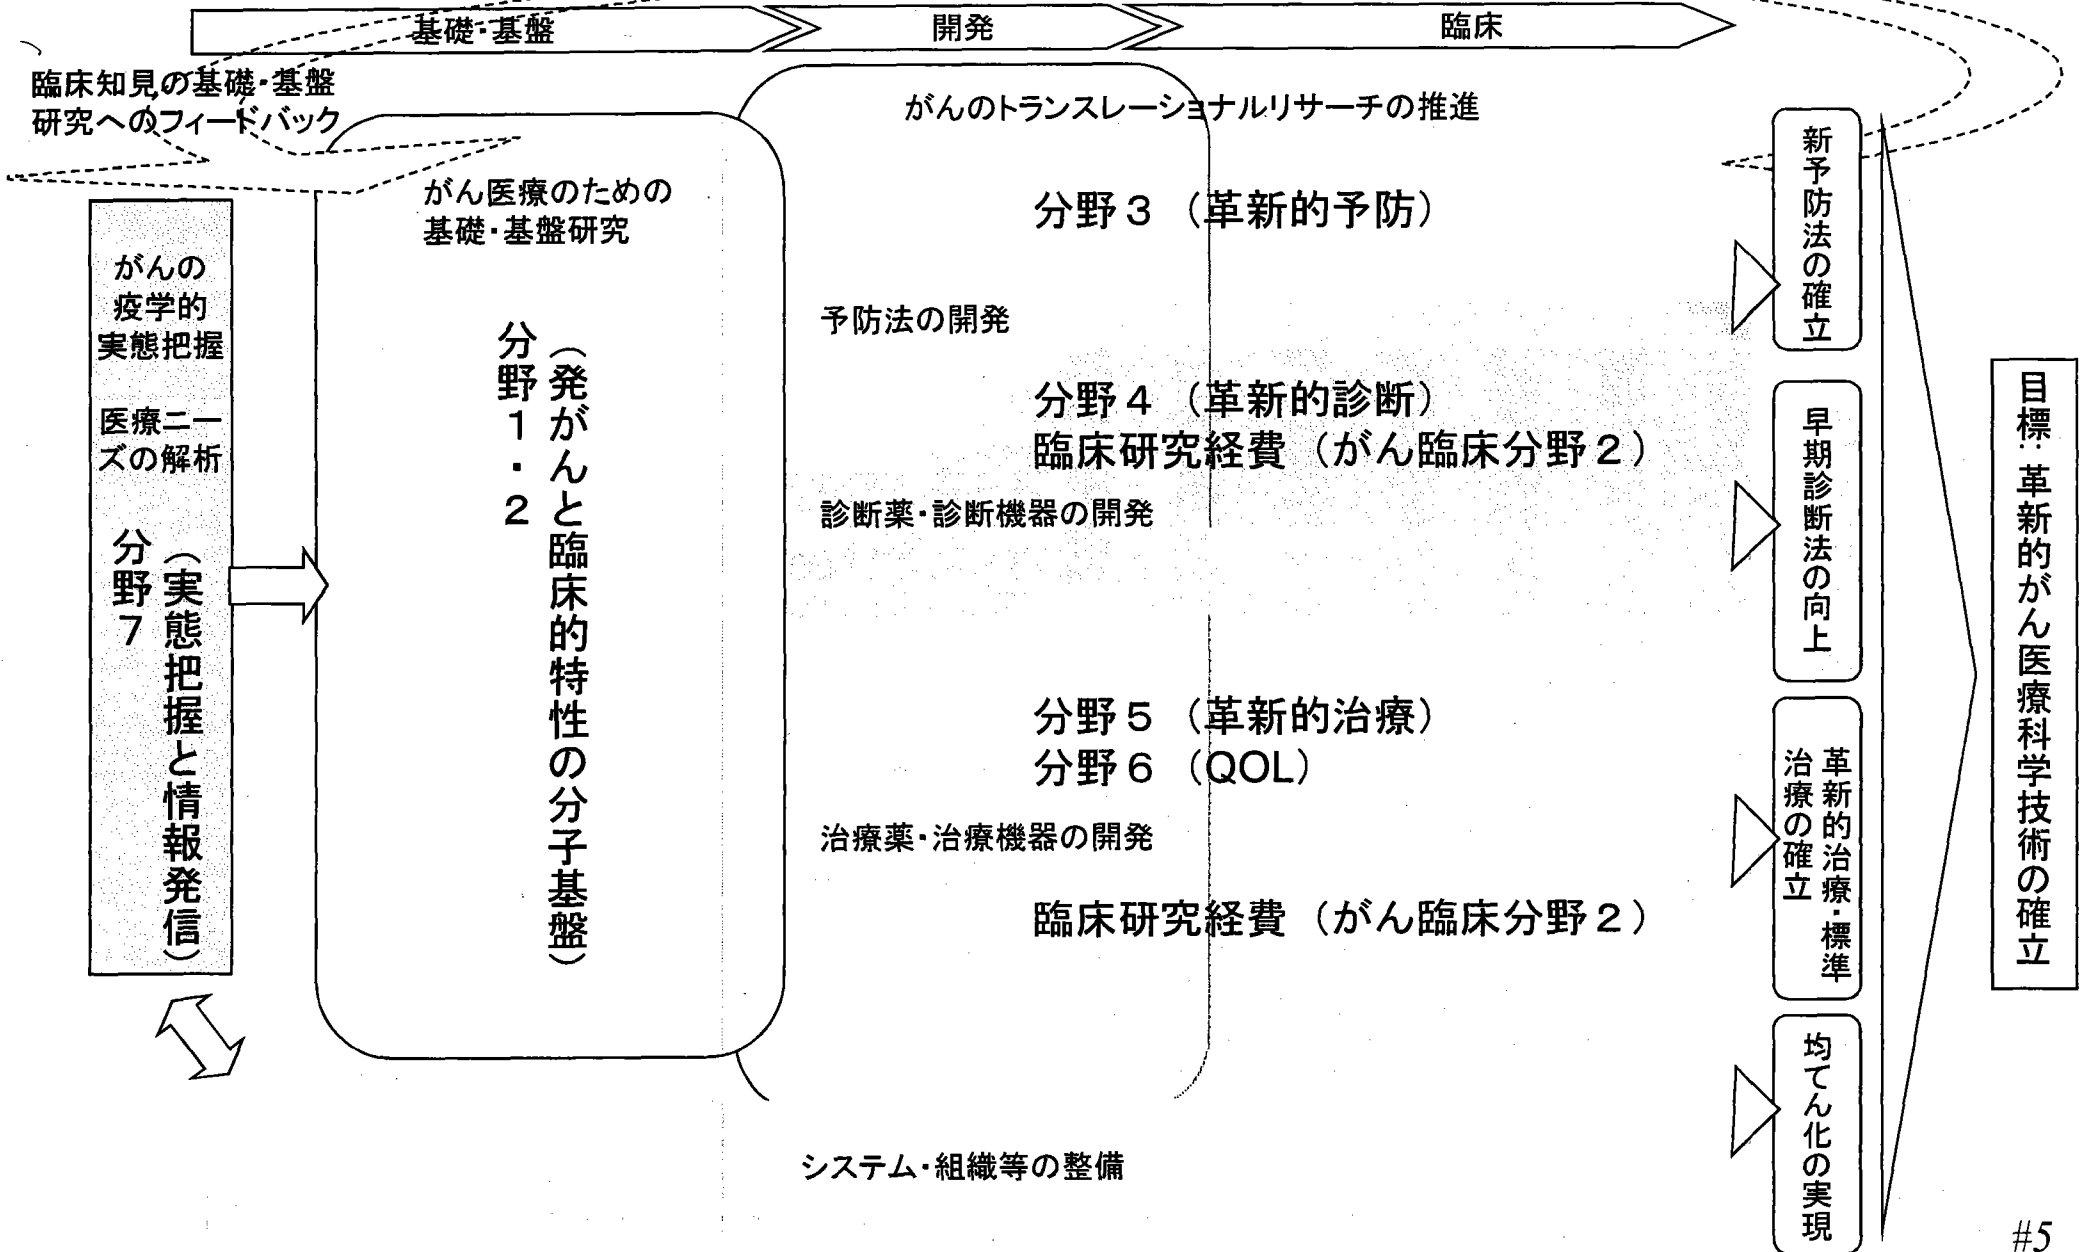 基礎・基盤
開発
臨床
臨床知見の基礎・基盤
研究へのフィードバック
がんのトランスレーショナルリサーチの推進
がん医療のための
基礎・基盤研究
分野1・2
(発がんと臨床的特性の分子基盤)
がんの
疫学的
実態把握
医療ニー
ズの解析
分野7
(実態把握と情報発信)
分野3(革新的予防)
予防法の開発
分野4(革新的診断)
臨床研究経費(がん臨床分野2)
診断薬・診断機器の開発
分野5(革新的治療)
分野6(QOL)
治療薬・治療機器の開発
臨床研究経費(がん臨床分野2)
システム・組織等の整備
新予防法の確立
早期診断法の向上
革新的治療・標準
治療の確立
均てん化の実現
目標:革新的がん医療科学技術の確立
#5